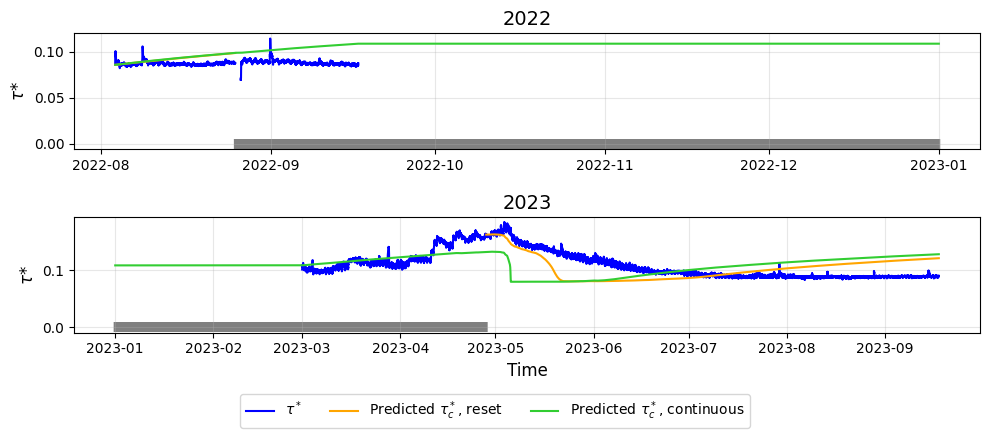 2022
τ*
0.10
0.05
0.00
2022-08 2022-09 2022-10 2022-11 2022-12 2023-01
2023
τ*
0.1
0.0
2023-01 2023-02 2023-03 2023-04 2023-05 2023-06 2023-07 2023-08 2023-09
Time
τ* Predicted τ*c, reset Predicted τ*c, continuous